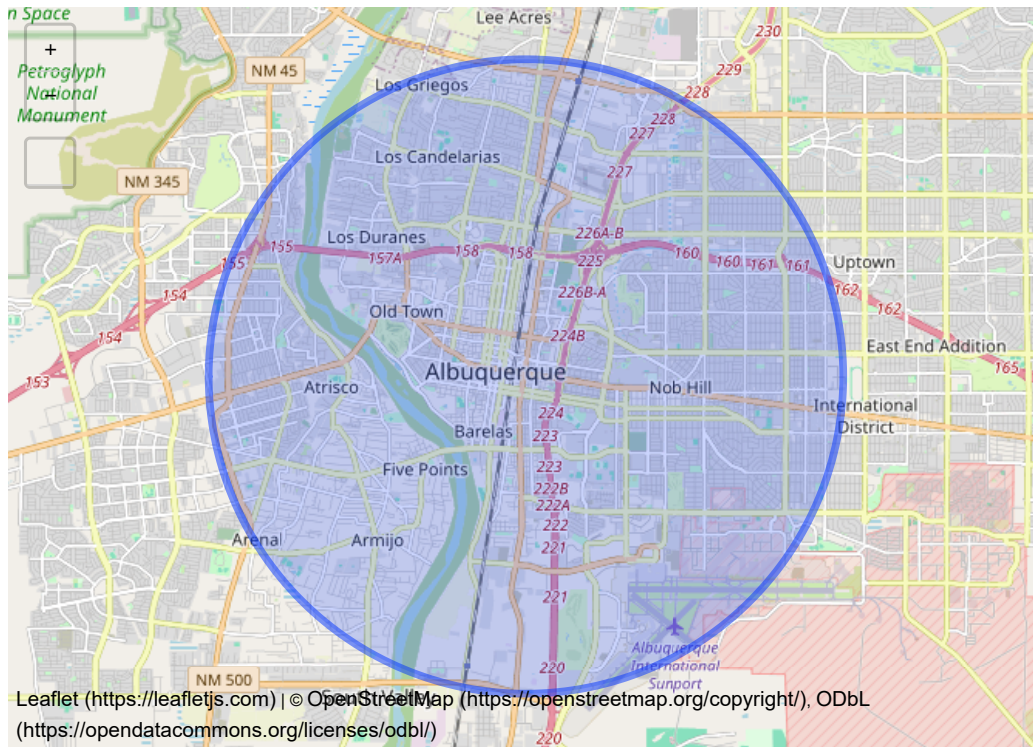 n Space
Lee Acres
230
+
Petroglyph
National
Monument
−
NM 45
229
Los Griegos
228
228
227
Los Candelarias
227
NM 345
226A-B
Los Duranes
155
157A
158
158
225
160
160
161
161
Uptown
155
154
162
162
226B-A
Old Town
154
224B
East End Addition
165
153
Albuquerque
Atrisco
Nob Hill
International
District
224
Barelas
223
Five Points
223
222B
222A
222
Arenal
Armijo
221
221
Albuquerque
International
Sunport
220
NM 500
South Valley
Leaflet (https://leafletjs.com) | © OpenStreetMap (https://openstreetmap.org/copyright/), ODbL
(https://opendatacommons.org/licenses/odbl/)
220